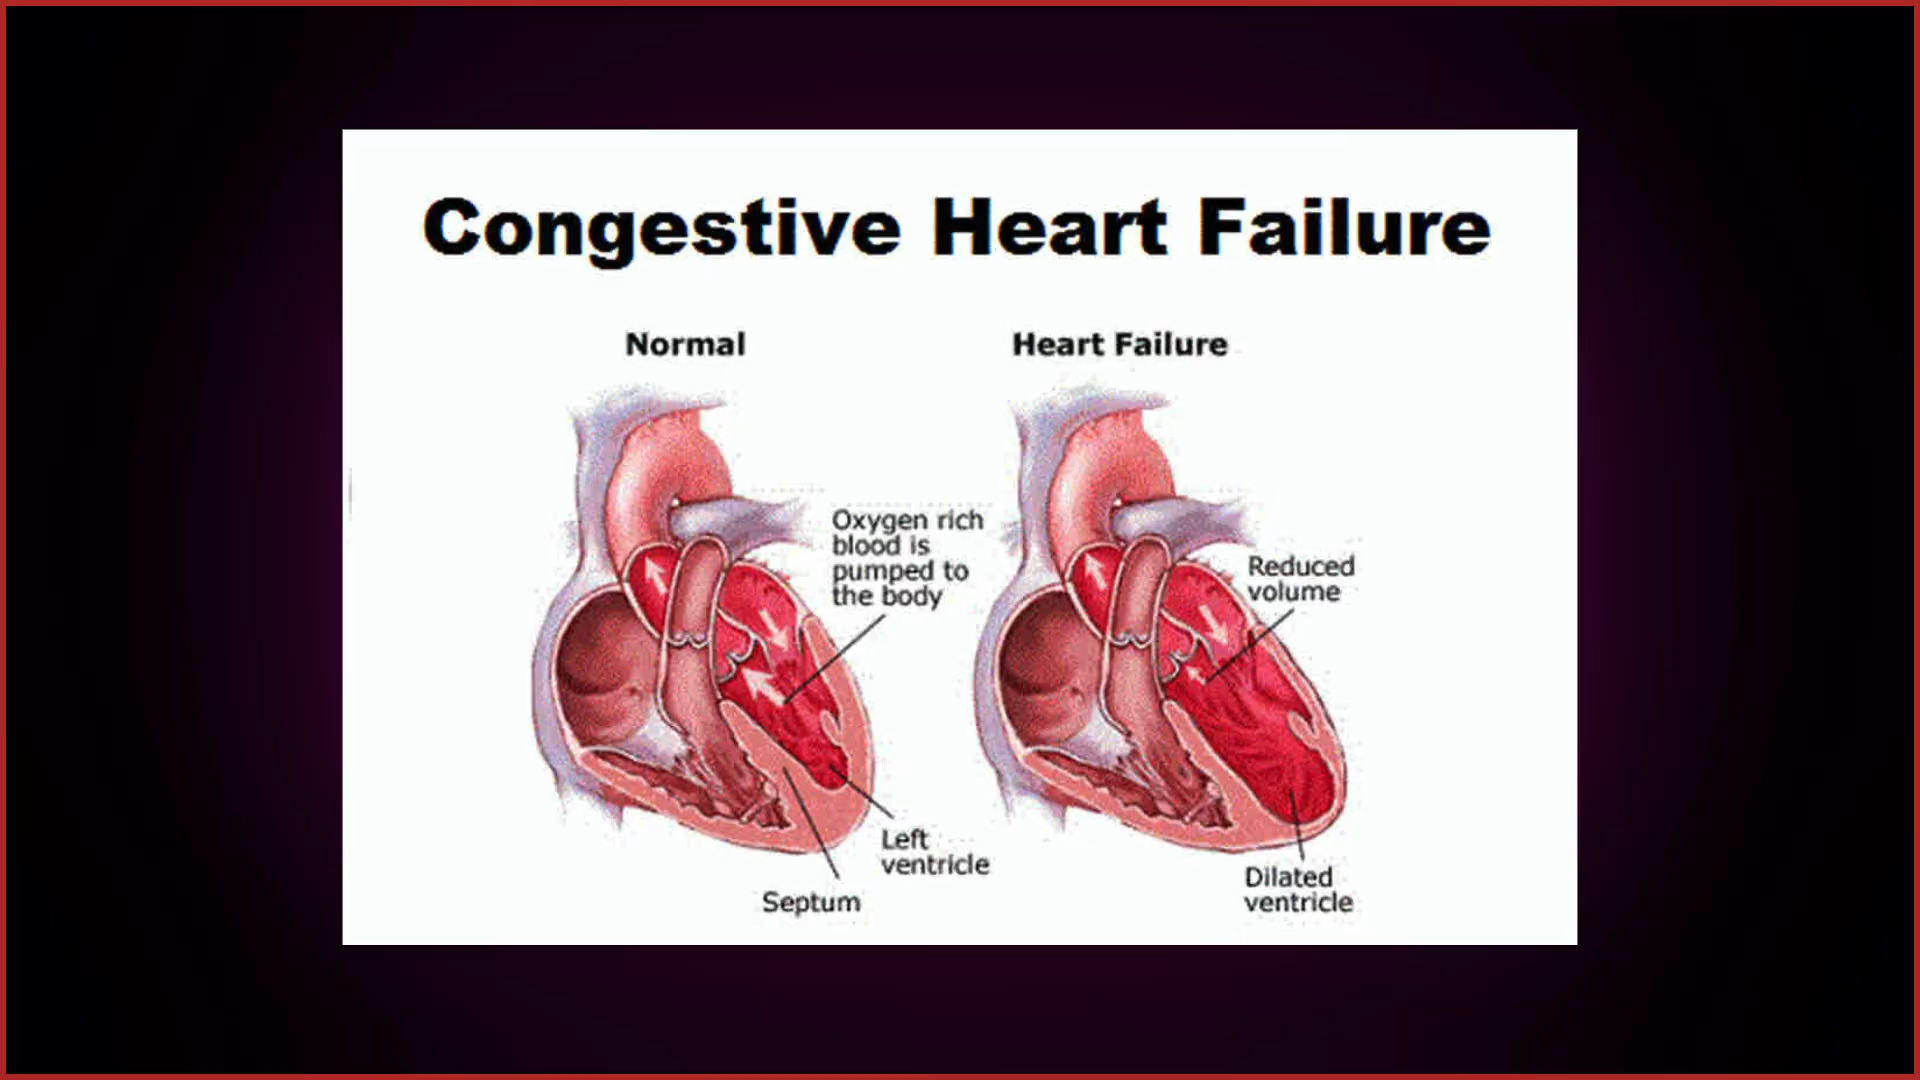 Congestive Heart Failure
Normal
Heart Failure
Oxygen rich
blood is
pumped to
the body
Left
ventricle
Septum
Reduced
volume
Dilated
ventricle